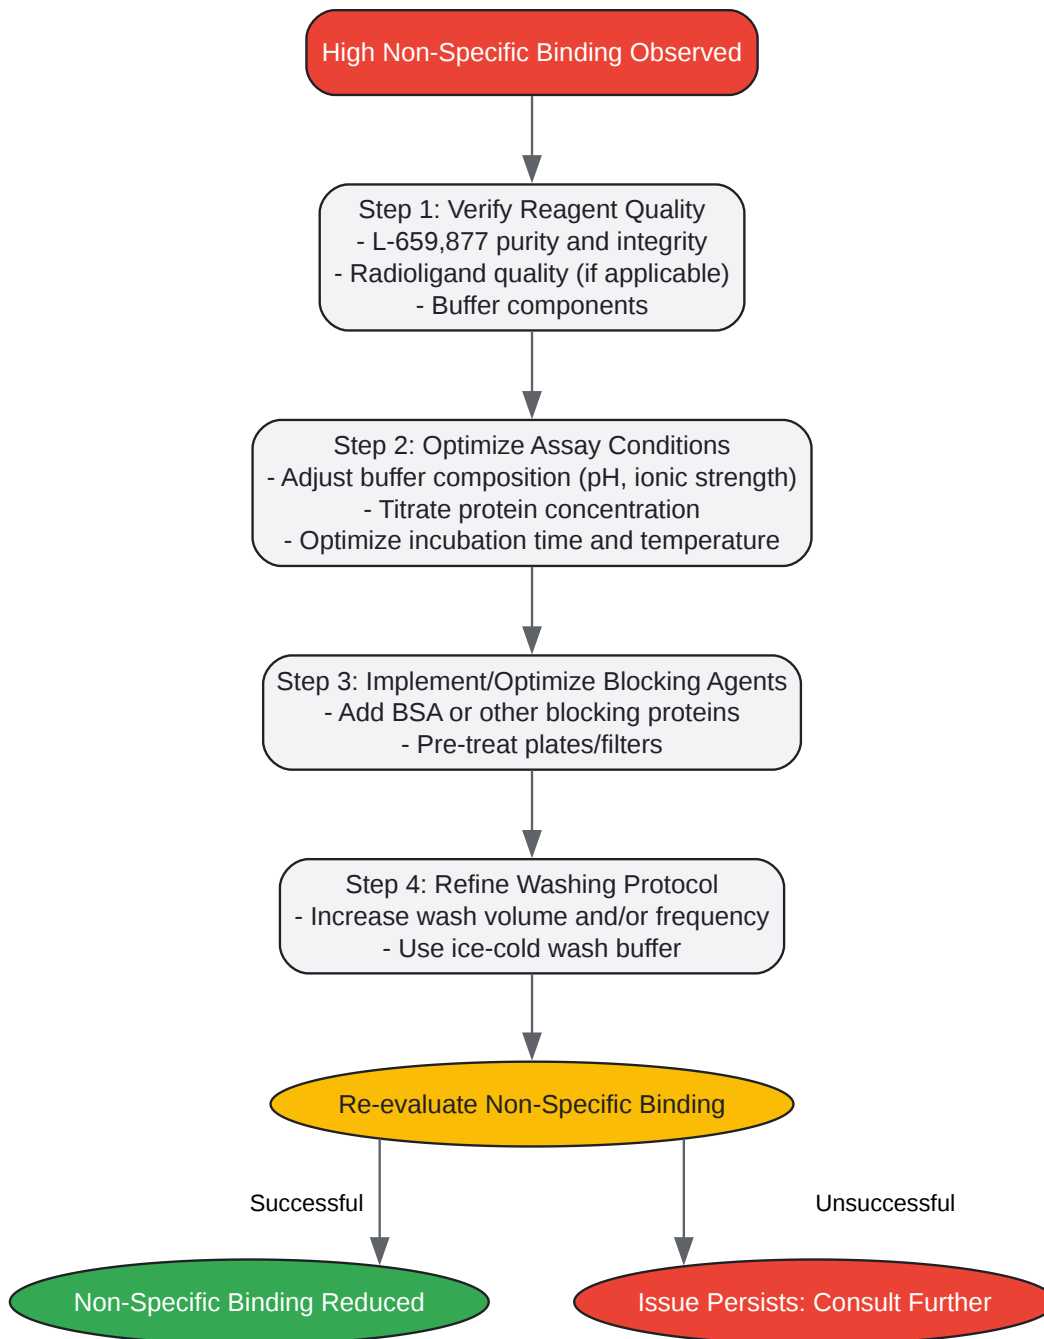 High Non-Specific Binding Observed
Step 1: Verify Reagent Quality
- L-659,877 purity and integrity
- Radioligand quality (if applicable)
- Buffer components
Step 2: Optimize Assay Conditions
- Adjust buffer composition (pH, ionic strength)
- Titrate protein concentration
- Optimize incubation time and temperature
Step 3: Implement/Optimize Blocking Agents
- Add BSA or other blocking proteins
- Pre-treat plates/filters
Step 4: Refine Washing Protocol
- Increase wash volume and/or frequency
- Use ice-cold wash buffer
Re-evaluate Non-Specific Binding
Successful
Unsuccessful
Non-Specific Binding Reduced
Issue Persists: Consult Further